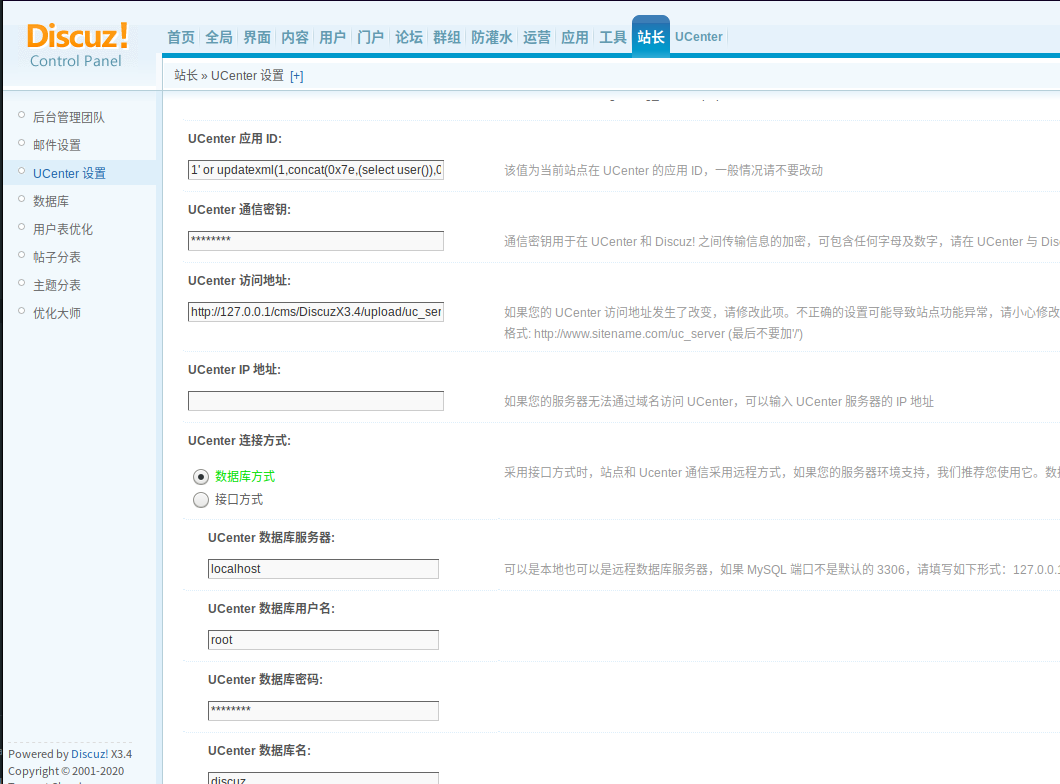 Discuz!
Control Panel
首页 全局 界面 内容 用户 门户 论坛 群组 防灌水 运营 应用 工具 站长 UCenter
站长 » UCenter 设置 [+]
后台管理团队
邮件设置
UCenter 设置
数据库
用户表优化
帖子分表
主题分表
优化大师
UCenter 应用 ID:
1' or updatexml(1,concat(0x7e,(select user()),0
该值为当前站点在 UCenter 的应用 ID，一般情况请不要改动
UCenter 通信密钥:
********
通信密钥用于在 UCenter 和 Discuz! 之间传输信息的加密，可包含任何字母及数字，请在 UCenter 与 Dis
UCenter 访问地址:
http://127.0.0.1/cms/DiscuzX3.4/upload/uc_ser
如果您的 UCenter 访问地址发生了改变，请修改此项。不正确的设置可能导致站点功能异常，请小心修改
格式: http://www.sitename.com/uc_server (最后不要加'/')
UCenter IP 地址:
如果您的服务器无法通过域名访问 UCenter，可以输入 UCenter 服务器的 IP 地址
UCenter 连接方式:
数据库方式
接口方式
采用接口方式时，站点和 Ucenter 通信采用远程方式，如果您的服务器环境支持，我们推荐您使用它。数
UCenter 数据库服务器:
localhost
可以是本地也可以是远程数据库服务器，如果 MySQL 端口不是默认的 3306，请填写如下形式：127.0.0.
UCenter 数据库用户名:
root
UCenter 数据库密码:
********
UCenter 数据库名:
discuz
Powered by Discuz! X3.4
Copyright © 2001-2020